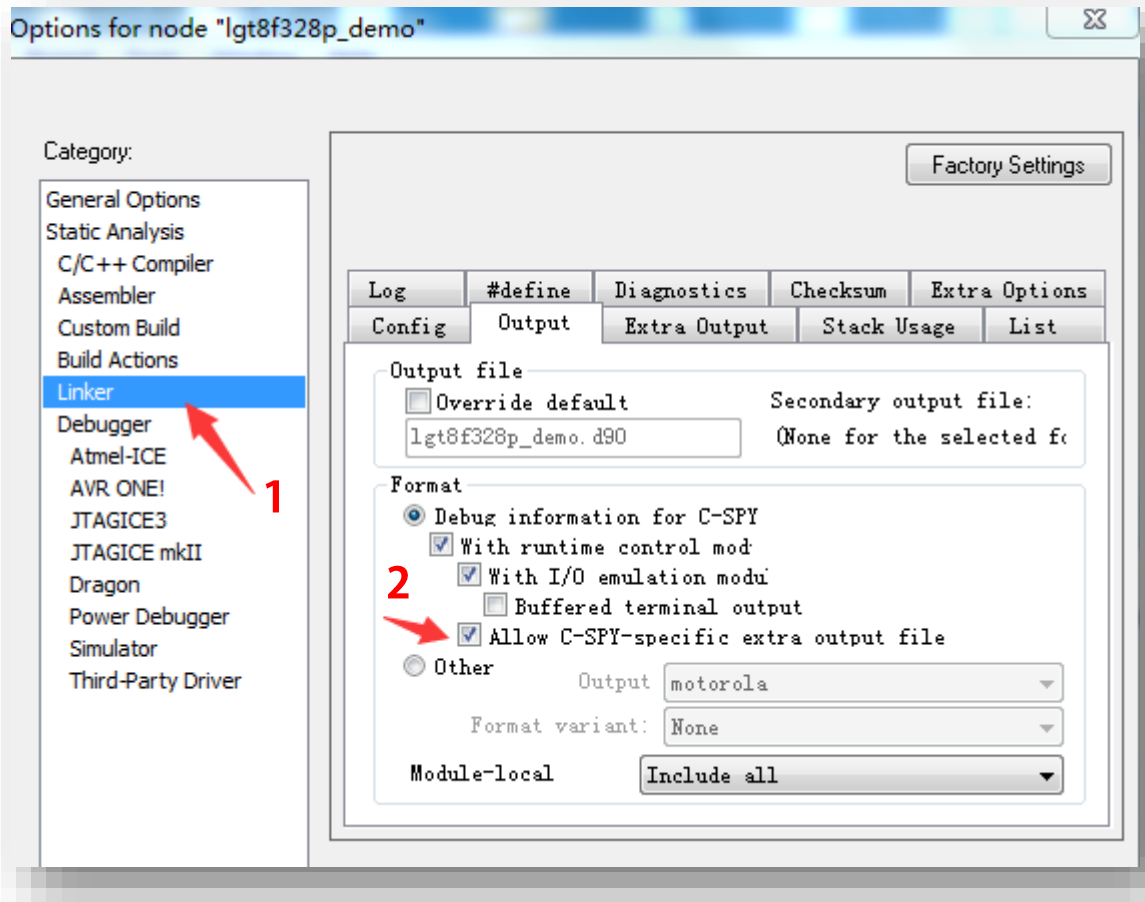 Options for node "lgt8f328p_demo"
Category:
Factory Settings
General Options
Static Analysis
C/C++ Compiler
Assembler
Custom Build
Build Actions
Linker
Debugger
Atmel-ICE
AVR ONE!
JTAGICE3
JTAGICE mkII
Dragon
Power Debugger
Simulator
Third-Party Driver
1
Log #define Diagnostics Checksum Extra Options
Config Output Extra Output Stack Usage List
Output file
Override default Secondary output file:
lgt8f328p_demo.d90 (None for the selected fo
Format
Debug information for C-SPY
With runtime control mod
With I/O emulation modu
2
Buffered terminal output
Allow C-SPY-specific extra output file
Other
Output motorola
Format variant: None
Module-local Include all